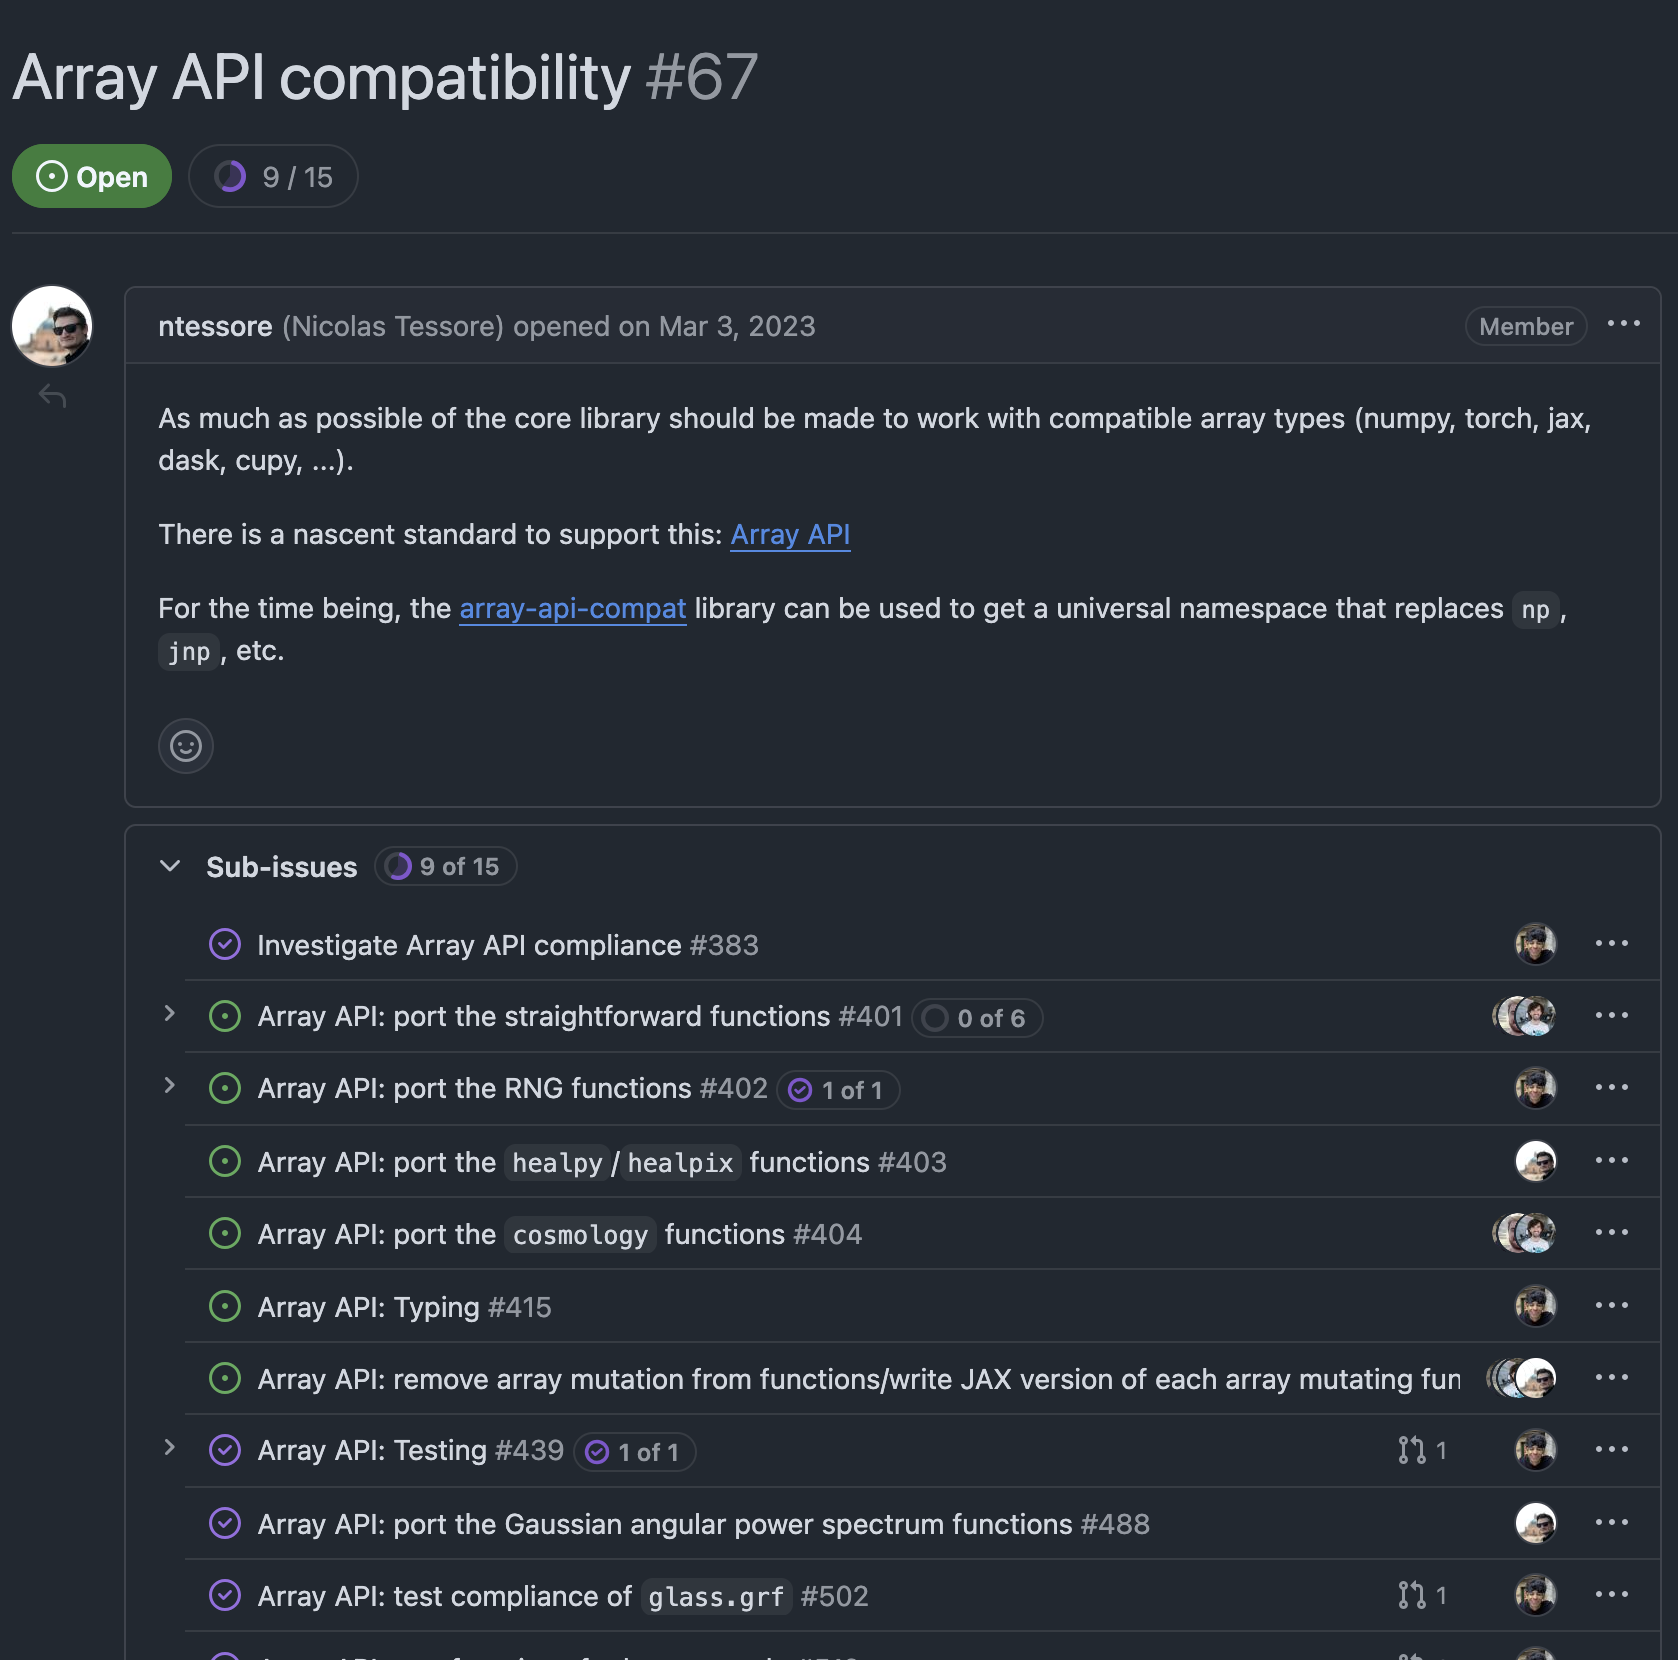 Array API compatibility #67
Open
9 / 15
ntessore (Nicolas Tessore) opened on Mar 3, 2023
Member
As much as possible of the core library should be made to work with compatible array types (numpy, torch, jax,
dask, cupy, ...).
There is a nascent standard to support this: Array API
For the time being, the array-api-compat library can be used to get a universal namespace that replaces np,
jnp, etc.
Sub-issues 9 of 15
Investigate Array API compliance #383
Array API: port the straightforward functions #401 0 of 6
Array API: port the RNG functions #402 1 of 1
Array API: port the healpy/healpix functions #403
Array API: port the cosmology functions #404
Array API: Typing #415
Array API: remove array mutation from functions/write JAX version of each array mutating fun
Array API: Testing #439 1 of 1 1
Array API: port the Gaussian angular power spectrum functions #488
Array API: test compliance of glass.grf #502 1